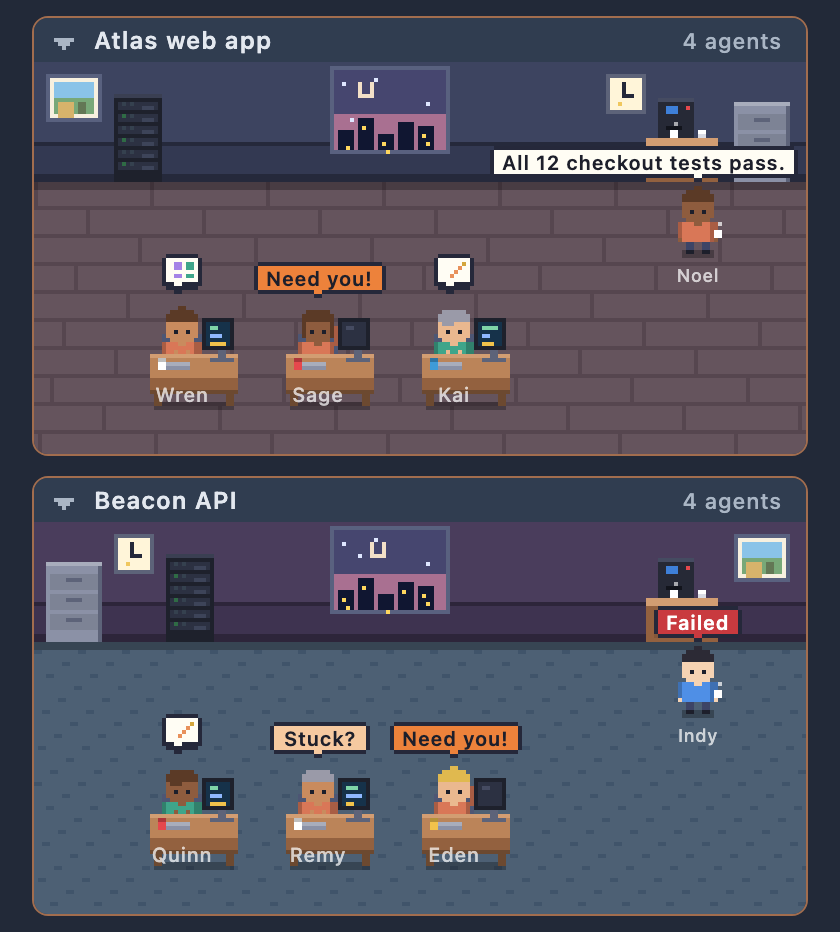 Atlas web app
4 agents
All 12 checkout tests pass.
Noel
Need you!
Wren
Sage
Kai
Beacon API
4 agents
Failed
Indy
Stuck?
Need you!
Quinn
Remy
Eden